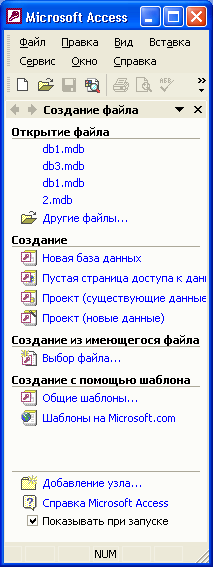 Microsoft Access
Файл Правка Вид Вставка
Сервис Окно Справка
Создание файла
Открытие файла
db1.mdb
db3.mdb
db1.mdb
2.mdb
Другие файлы...
Создание
Новая база данных
Пустая страница доступа к дан
Проект (существующие данные
Проект (новые данные)
Создание из имеющегося файла
Выбор файла...
Создание с помощью шаблона
Общие шаблоны...
Шаблоны на Microsoft.com
Добавление узла...
Справка Microsoft Access
Показывать при запуске
NUM